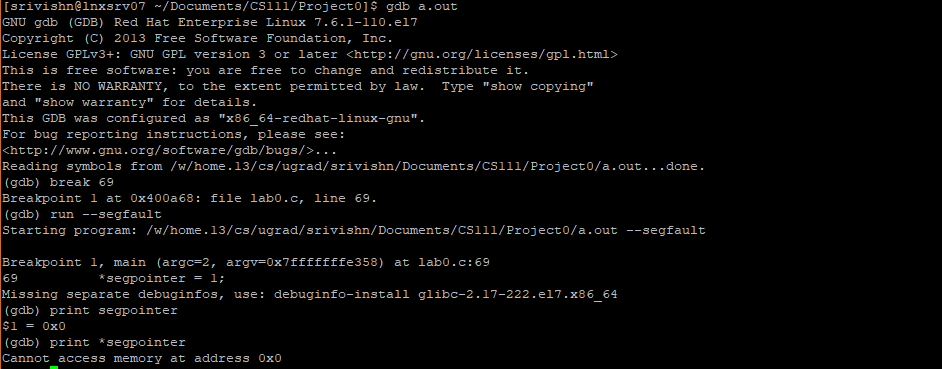 [srivishn@lnxsrv07 ~/Documents/CS111/Project0]$ gdb a.out
GNU gdb (GDB) Red Hat Enterprise Linux 7.6.1-110.el7
Copyright (C) 2013 Free Software Foundation, Inc.
License GPLv3+: GNU GPL version 3 or later <http://gnu.org/licenses/gpl.html>
This is free software: you are free to change and redistribute it.
There is NO WARRANTY, to the extent permitted by law.  Type "show copying"
and "show warranty" for details.
This GDB was configured as "x86_64-redhat-linux-gnu".
For bug reporting instructions, please see:
<http://www.gnu.org/software/gdb/bugs/>...
Reading symbols from /w/home.13/cs/ugrad/srivishn/Documents/CS111/Project0/a.out...done.
(gdb) break 69
Breakpoint 1 at 0x400a68: file lab0.c, line 69.
(gdb) run --segfault
Starting program: /w/home.13/cs/ugrad/srivishn/Documents/CS111/Project0/a.out --segfault
Breakpoint 1, main (argc=2, argv=0x7fffffffe358) at lab0.c:69
69          *segpointer = 1;
Missing separate debuginfos, use: debuginfo-install glibc-2.17-222.el7.x86_64
(gdb) print segpointer
$1 = 0x0
(gdb) print *segpointer
Cannot access memory at address 0x0